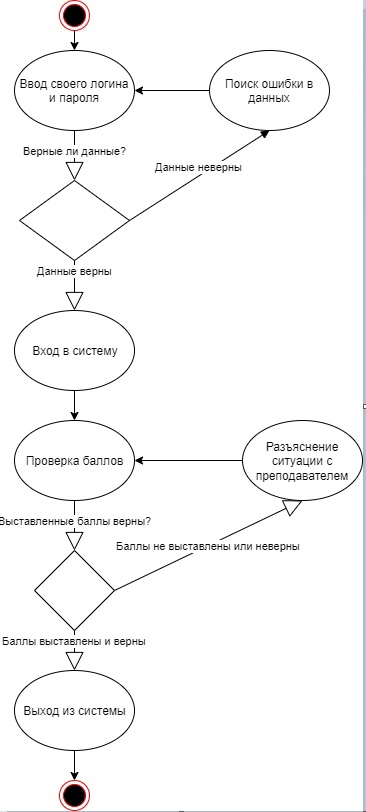 Ввод своего логина
и пароля
Поиск ошибки в
данных
Верные ли данные?
Данные неверны
Данные верны
Вход в систему
Проверка баллов
Разъяснение
ситуации с
преподавателем
Выставленные баллы верны?
Баллы не выставлены или неверны
Баллы выставлены и верны
Выход из системы